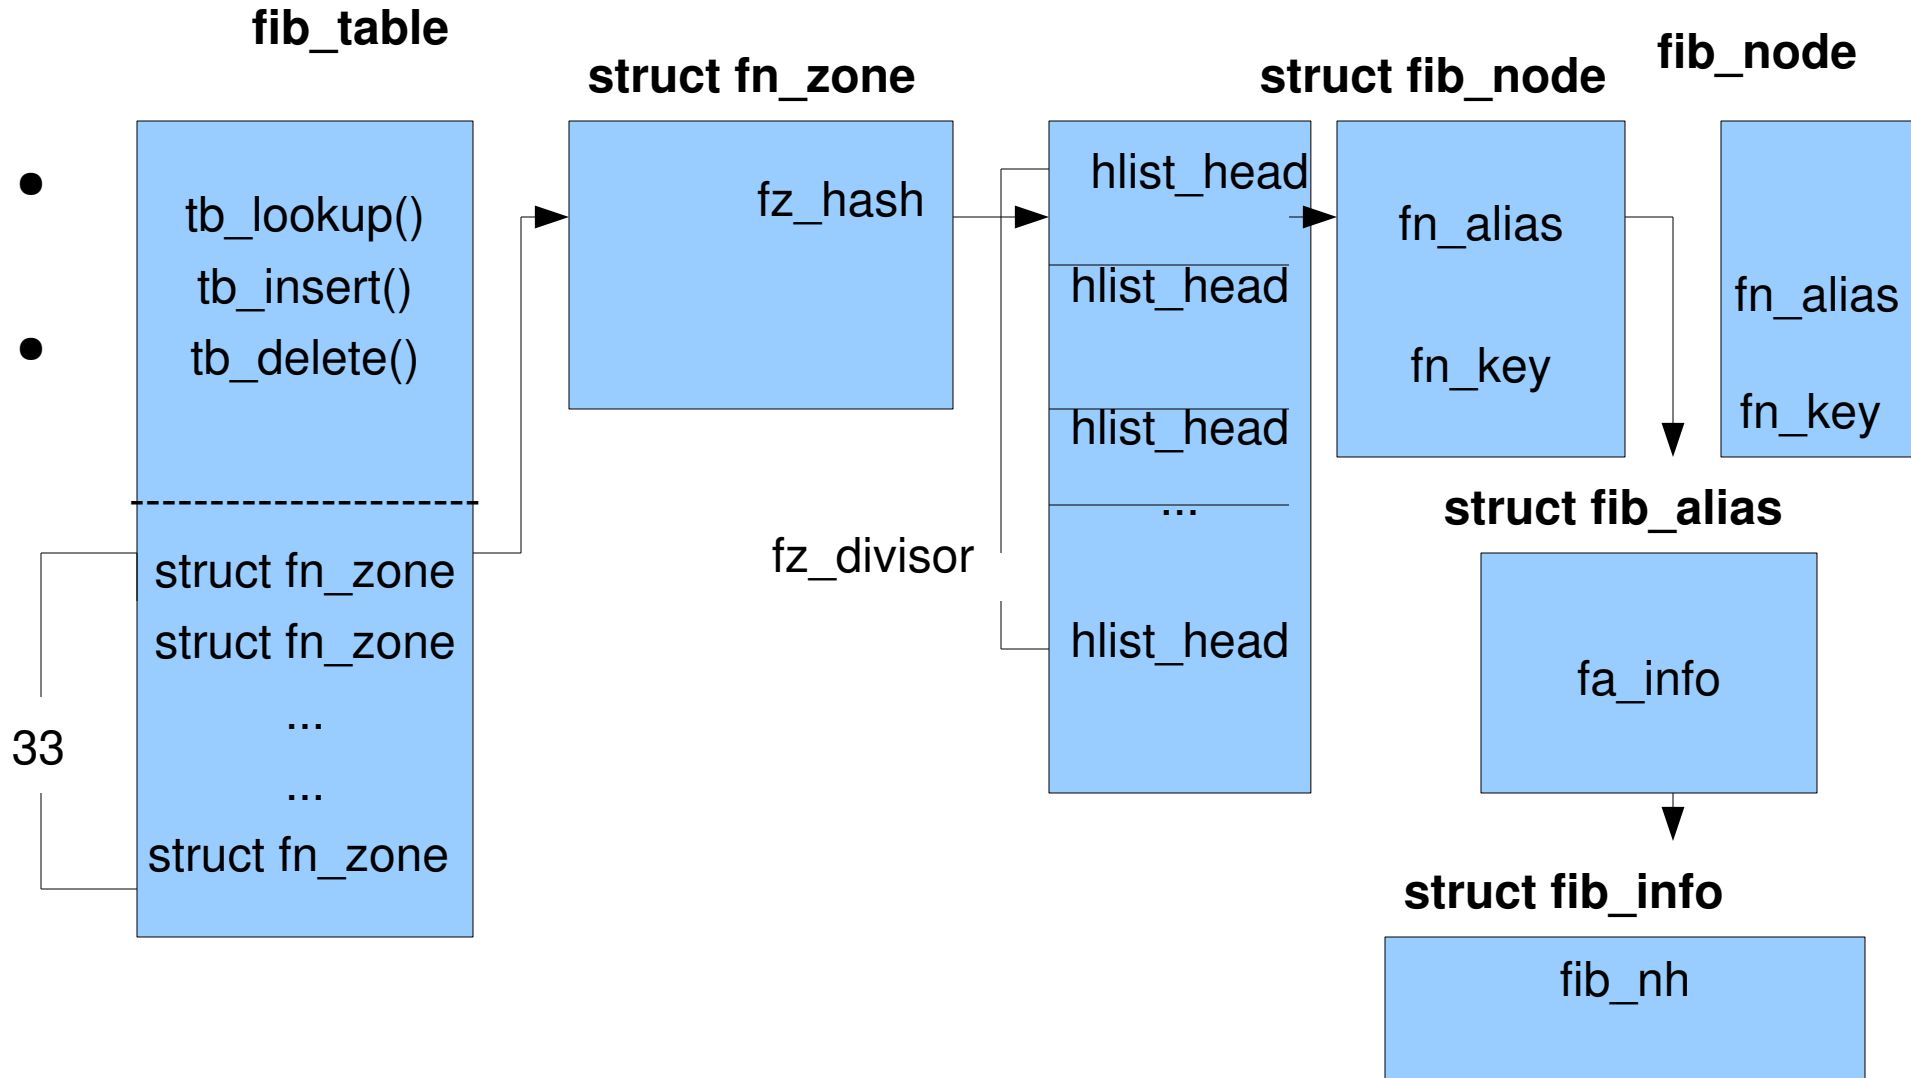 fib_table
tb_lookup()
tb_insert()
tb_delete()
struct fn_zone
struct fn_zone
...
...
struct fn_zone
33
struct fn_zone
fz_hash
fz_divisor
hlist_head
hlist_head
hlist_head
...
hlist_head
struct fib_node
fn_alias
fn_key
fib_node
fn_alias
fn_key
struct fib_alias
fa_info
struct fib_info
fib_nh